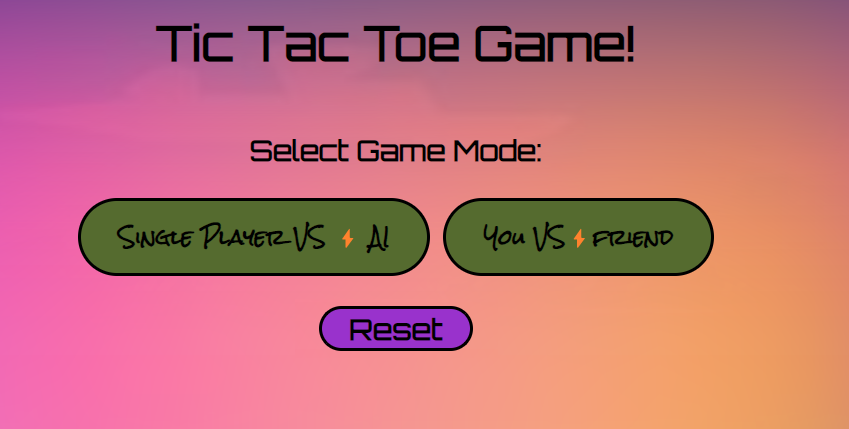 Tic Tac Toe Game!
Select Game Mode:
Single Player VS ⚡ AI
You VS ⚡ friend
Reset